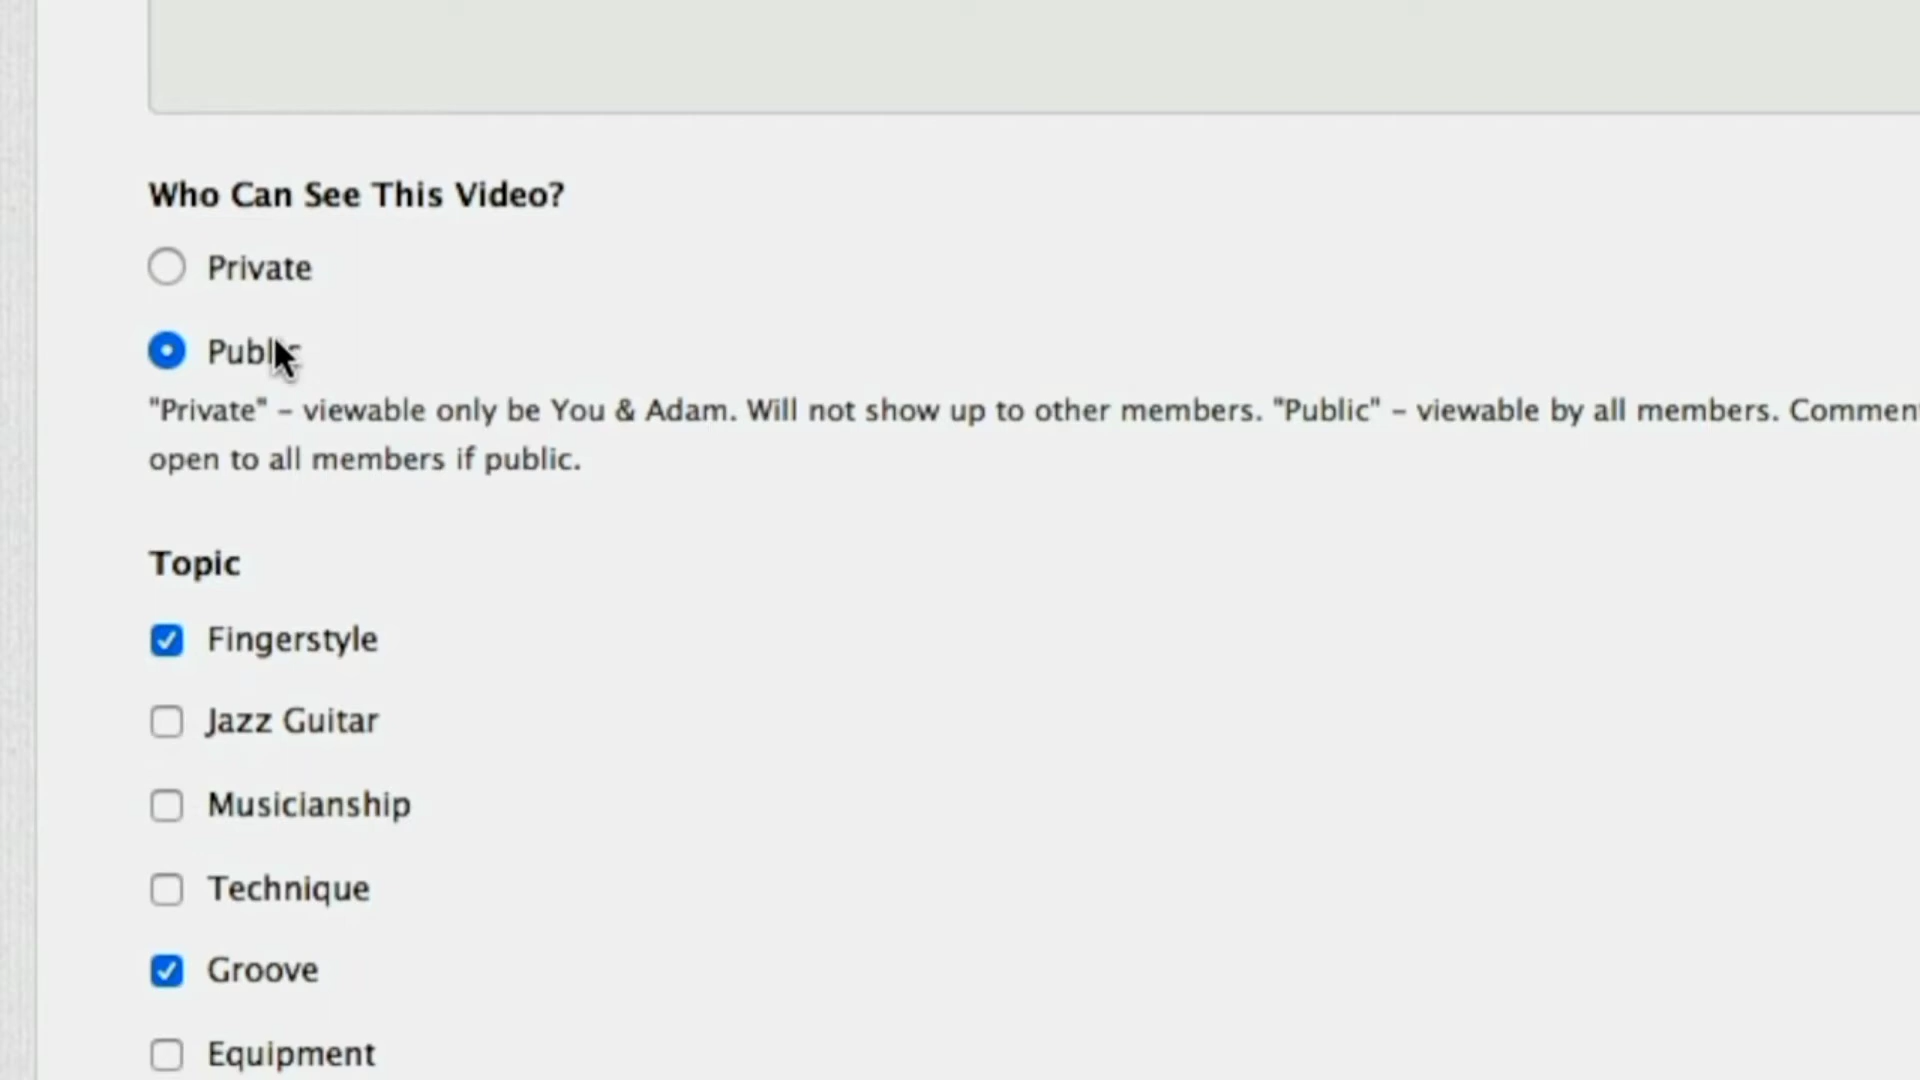 Who Can See This Video?
Private
Public
"Private" – viewable only be You & Adam. Will not show up to other members. "Public" – viewable by all members. Comment
open to all members if public.
Topic
Fingerstyle
Jazz Guitar
Musicianship
Technique
Groove
Equipment